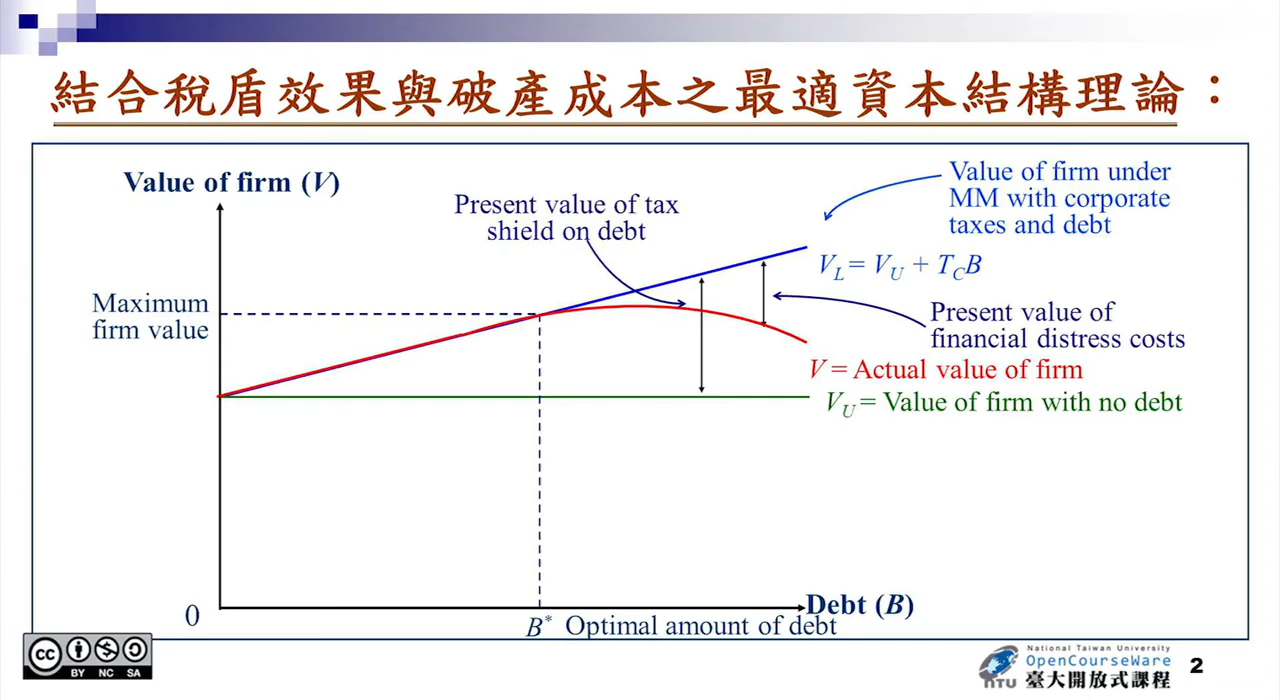 結合稅盾效果與破產成本之最適資本結構理論：
Value of firm (V)
Present value of tax
shield on debt
Value of firm under
MM with corporate
taxes and debt
V_L = V_U + T_C B
Maximum
firm value
Present value of
financial distress costs
V = Actual value of firm
V_U = Value of firm with no debt
0
Debt (B)
B* Optimal amount of debt
cc
BY NC SA
National Taiwan University
OpenCourseWare
NTU 臺大開放式課程
2